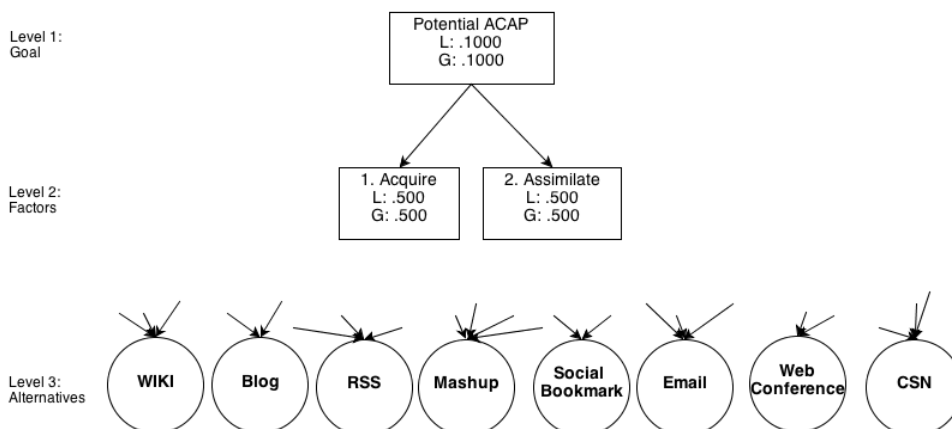 Level 1:
Goal
Potential ACAP
L: .1000
G: .1000
Level 2:
Factors
1. Acquire
L: .500
G: .500
2. Assimilate
L: .500
G: .500
Level 3:
Alternatives
WIKI
Blog
RSS
Mashup
Social
Bookmark
Email
Web
Conference
CSN